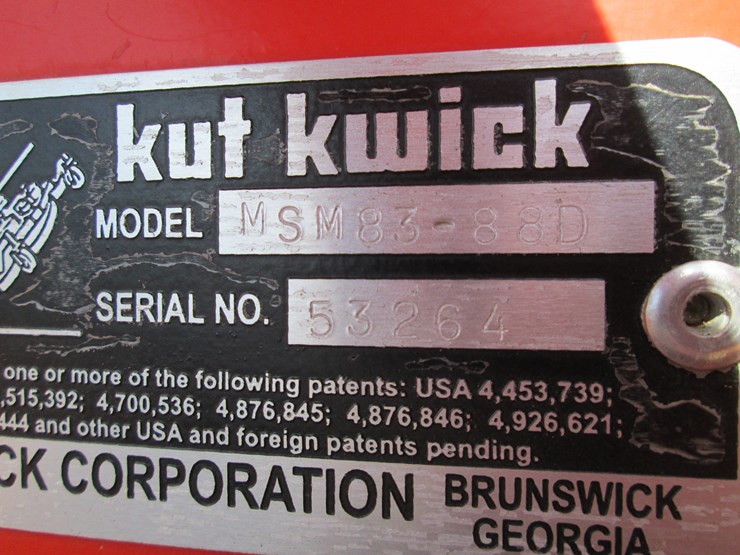 kut kwick
MODEL MSM83-88D
SERIAL NO. 53264
one or more of the following patents: USA 4,453,739;
,515,392; 4,700,536; 4,876,845; 4,876,846; 4,926,621;
444 and other USA and foreign patents pending.
CK CORPORATION BRUNSWICK
GEORGIA